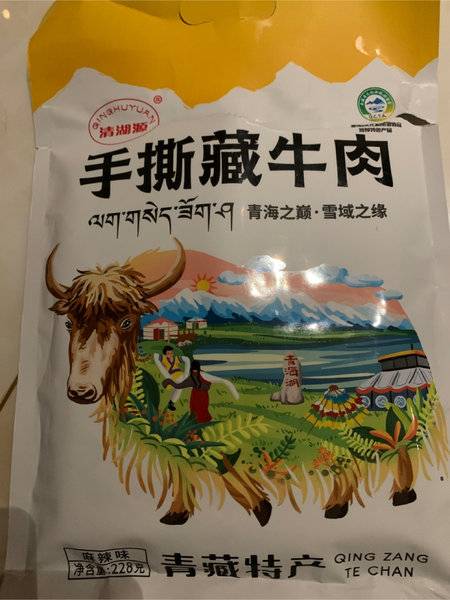 QINGHUYUAN
®
清湖源
手撕藏牛肉
ལག་གསེད་ཟོག་ཤ
青海之巅·雪域之缘
青海湖
麻辣味
净含量:228克
青藏特产
QING ZANG
TE CHAN